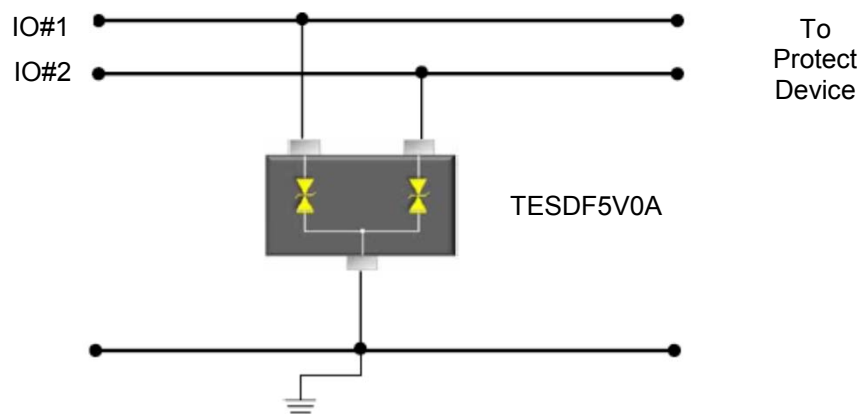 IO#1
IO#2
To
Protect
Device
TESDF5V0A